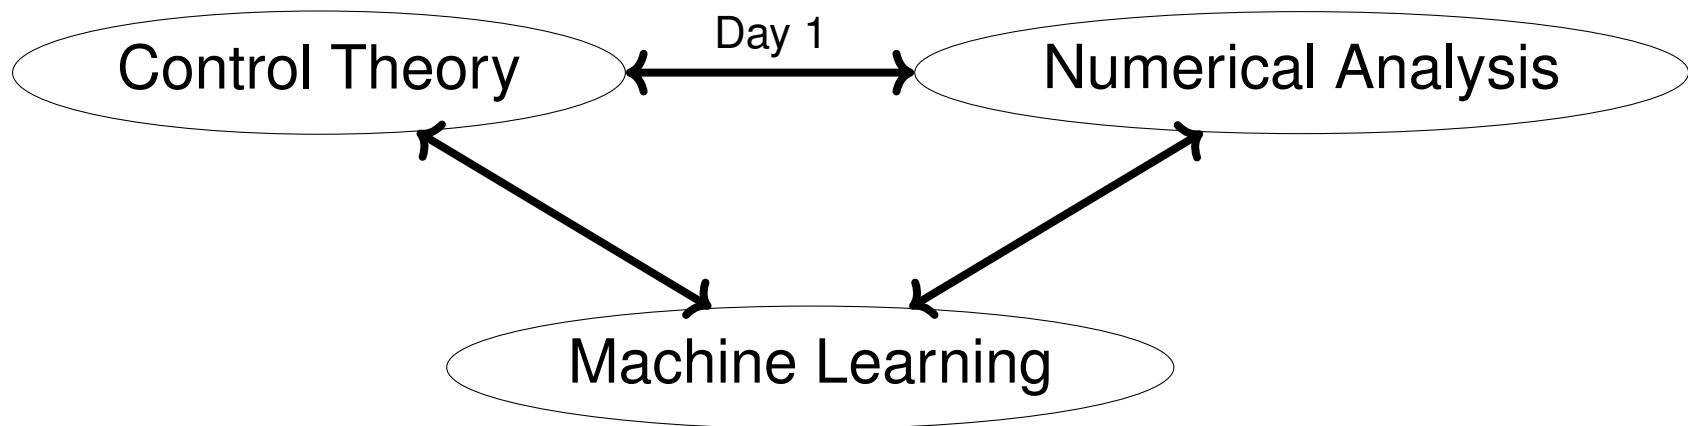 Control Theory
Day 1
Numerical Analysis
Machine Learning